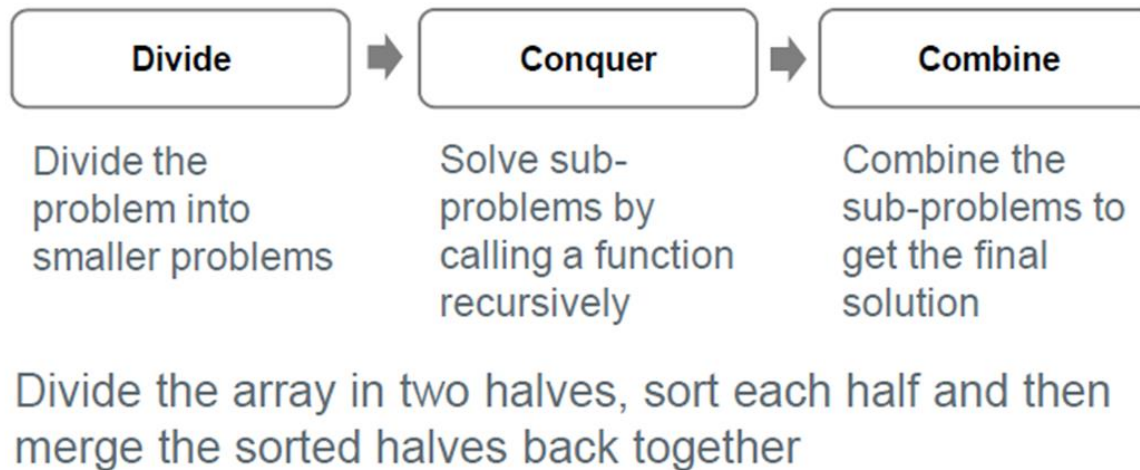 Divide
Conquer
Combine
Divide the
problem into
smaller problems
Solve sub-
problems by
calling a function
recursively
Combine the
sub-problems to
get the final
solution
Divide the array in two halves, sort each half and then
merge the sorted halves back together